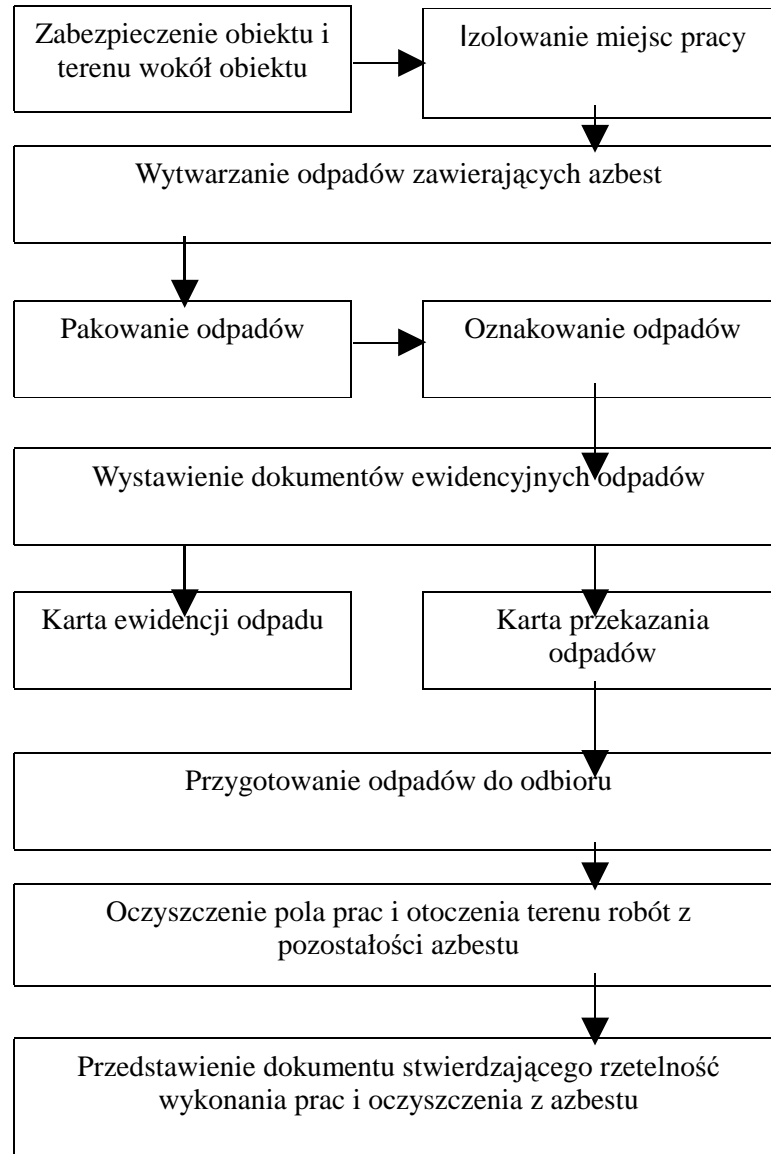 Zabezpieczenie obiektu i
terenu wokół obiektu
Izolowanie miejsc pracy
Wytwarzanie odpadów zawierających azbest
Pakowanie odpadów
Oznakowanie odpadów
Wystawienie dokumentów ewidencyjnych odpadów
Karta ewidencji odpadu
Karta przekazania
odpadów
Przygotowanie odpadów do odbioru
Oczyszczenie pola prac i otoczenia terenu robót z
pozostałości azbestu
Przedstawienie dokumentu stwierdzającego rzetelność
wykonania prac i oczyszczenia z azbestu